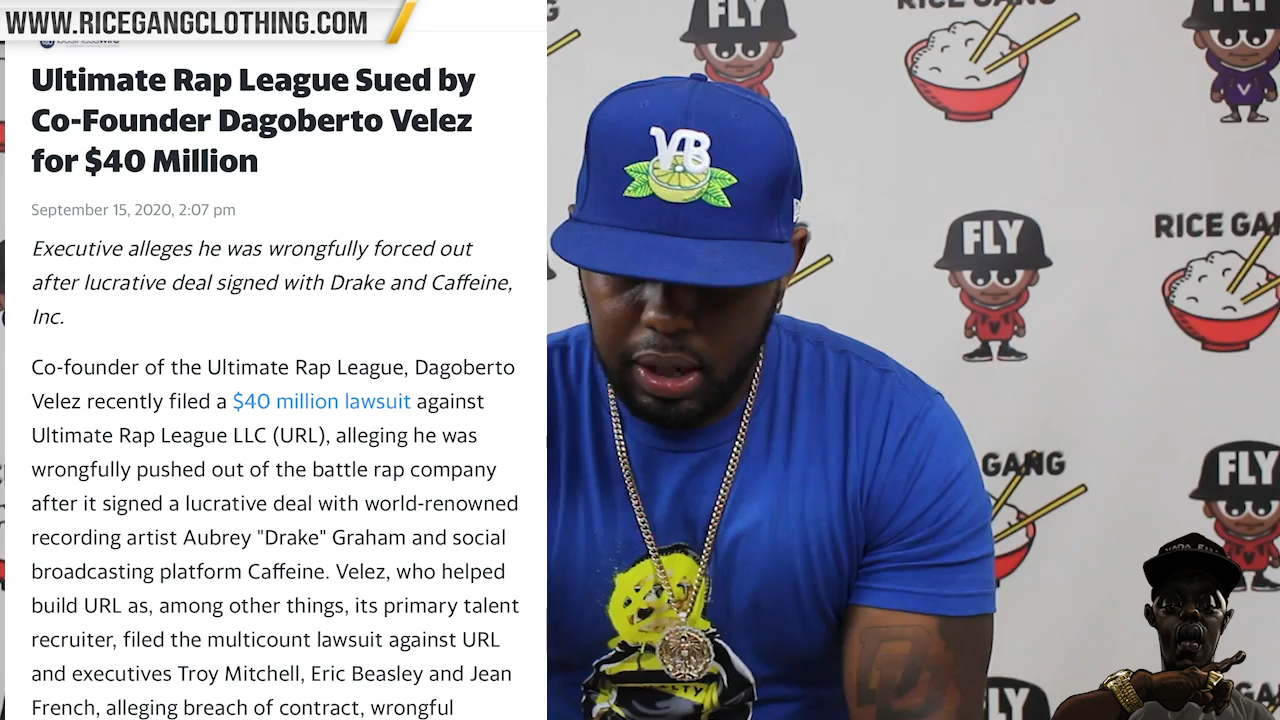 WWW.RICEGANGCLOTHING.COM
Ultimate Rap League Sued by
Co-Founder Dagoberto Velez
for $40 Million
September 15, 2020, 2:07 pm
Executive alleges he was wrongfully forced out
after lucrative deal signed with Drake and Caffeine,
Inc.
Co-founder of the Ultimate Rap League, Dagoberto
Velez recently filed a $40 million lawsuit against
Ultimate Rap League LLC (URL), alleging he was
wrongfully pushed out of the battle rap company
after it signed a lucrative deal with world-renowned
recording artist Aubrey "Drake" Graham and social
broadcasting platform Caffeine. Velez, who helped
build URL as, among other things, its primary talent
recruiter, filed the multicount lawsuit against URL
and executives Troy Mitchell, Eric Beasley and Jean
French, alleging breach of contract, wrongful
FLY
RICE GANG
V
VB
FLY
RICE GA
GANG
FLY
FLY
GA